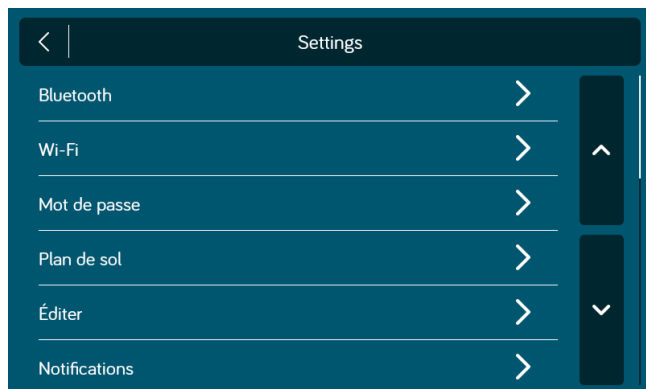 Settings
Bluetooth
Wi-Fi
Mot de passe
Plan de sol
Éditer
Notifications